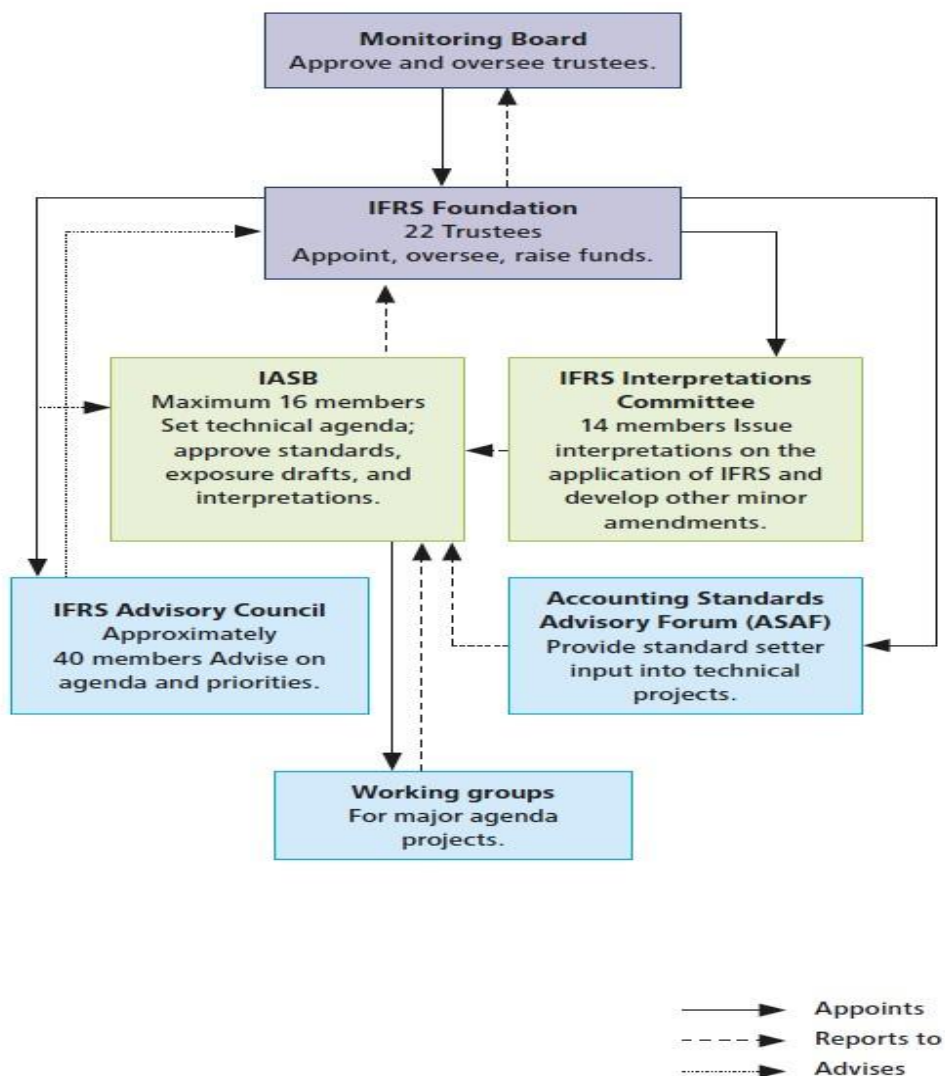 Monitoring Board
Approve and oversee trustees.
IFRS Foundation
22 Trustees
Appoint, oversee, raise funds.
IASB
Maximum 16 members
Set technical agenda;
approve standards,
exposure drafts, and
interpretations.
IFRS Interpretations
Committee
14 members Issue
interpretations on the
application of IFRS and
develop other minor
amendments.
IFRS Advisory Council
Approximately
40 members Advise on
agenda and priorities.
Accounting Standards
Advisory Forum (ASAF)
Provide standard setter
input into technical
projects.
Working groups
For major agenda
projects.
Appoints
Reports to
Advises